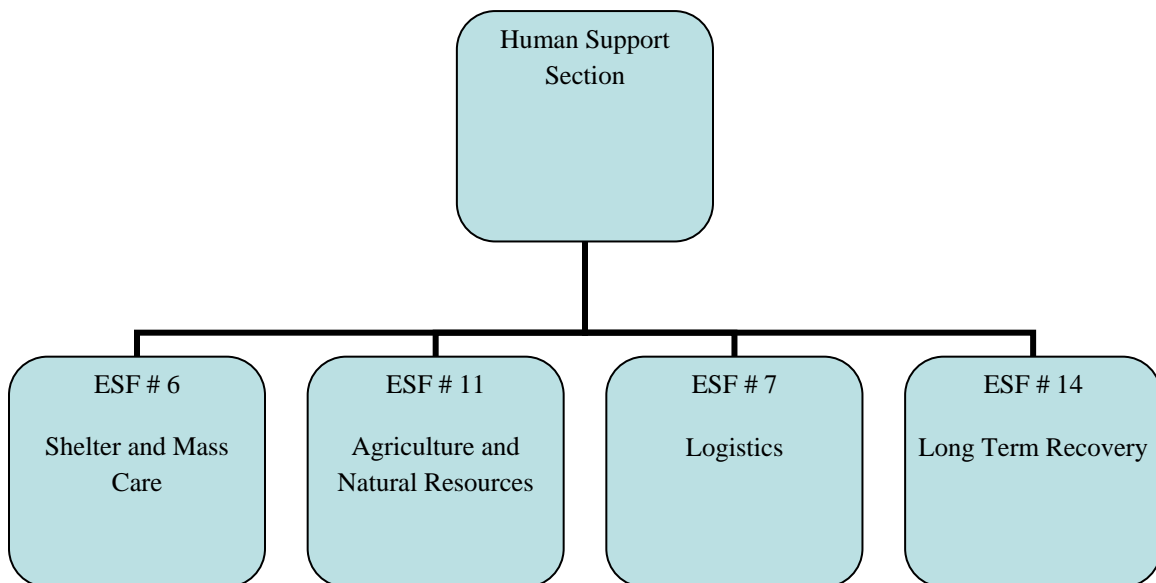 Human Support
Section
ESF # 6
Shelter and Mass
Care
ESF # 11
Agriculture and
Natural Resources
ESF # 7
Logistics
ESF # 14
Long Term Recovery